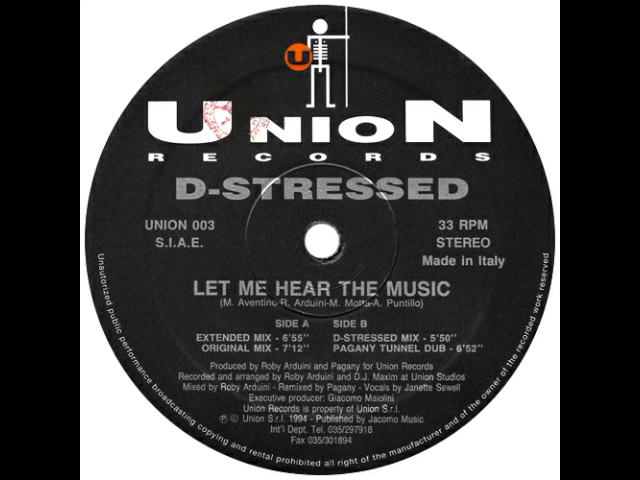 U
UNION
RECORDS
D-STRESSED
UNION 003
S.I.A.E.
33 RPM
STEREO
Made in Italy
LET ME HEAR THE MUSIC
(M. Aventino R. Arduini-M. Motta-A. Puntillo)
SIDE A
EXTENDED MIX - 6'55"
ORIGINAL MIX - 7'12"
SIDE B
D-STRESSED MIX - 5'50"
PAGANY TUNNEL DUB - 6'52"
Produced by Roby Arduini and Pagany for Union Records
Recorded and arranged by Roby Arduini and D.J. Maxim at Union Studios
Mixed by Roby Arduini - Remixed by Pagany - Vocals by Janette Sewell
Executive producer: Giacomo Maiolini
Union Records is property of Union S.r.l.
℗ © Union S.r.l. 1994 - Published by Jacomo Music
Int'l Dept. Tel. 035/297918
Fax 035/301694
Unauthorized public performance broadcasting copying and rental prohibited all right of the manufacturer and of the owner of the recorded work reserved